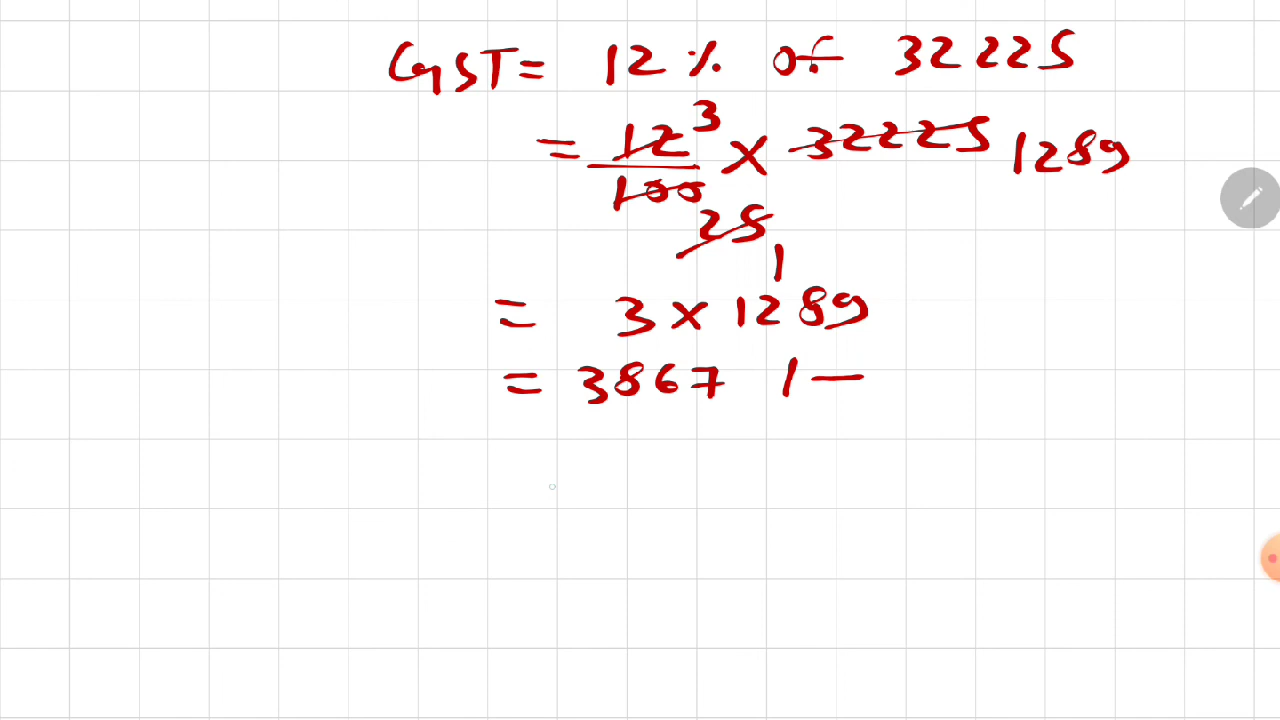 GST = 12 % of 32225
= 12 3 × 32225 1289
100
25
1
= 3 × 1289
= 3867 /-